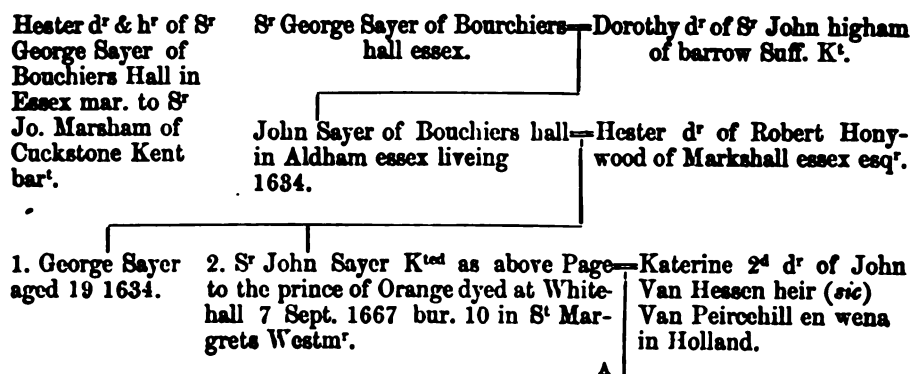 Hester dʳ & hʳ of Sʳ
George Sayer of
Bouchiers Hall in
Essex mar. to Sʳ
Jo. Marsham of
Cuckstone Kent
barᵗ.
Sʳ George Sayer of Bourchiers
hall essex.
Dorothy dʳ of Sʳ John higham
of barrow Suff. Kᵗ.
John Sayer of Bouchiers hall
in Aldham essex liveing
1634.
Hester dʳ of Robert Hony-
wood of Markshall essex esqʳ.
1. George Sayer
aged 19 1634.
2. Sʳ John Sayer Kᵗᵉᵈ as above Page
to the prince of Orange dyed at White-
hall 7 Sept. 1667 bur. 10 in Sᵗ Mar-
grets Westmʳ.
Katerine 2ᵈ dʳ of John
Van Hessen heir (sic)
Van Peircehill en wena
in Holland.
A